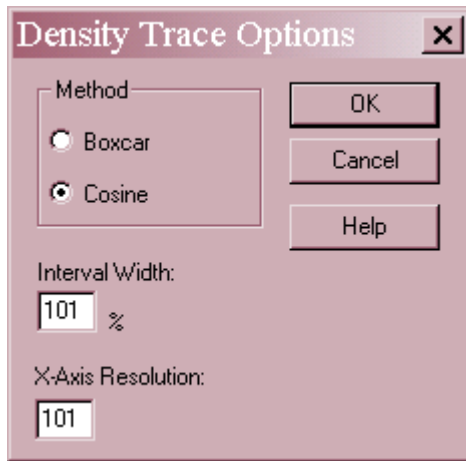 Density Trace Options
Method
Boxcar
Cosine
OK
Cancel
Help
Interval Width:
101 %
X-Axis Resolution:
101